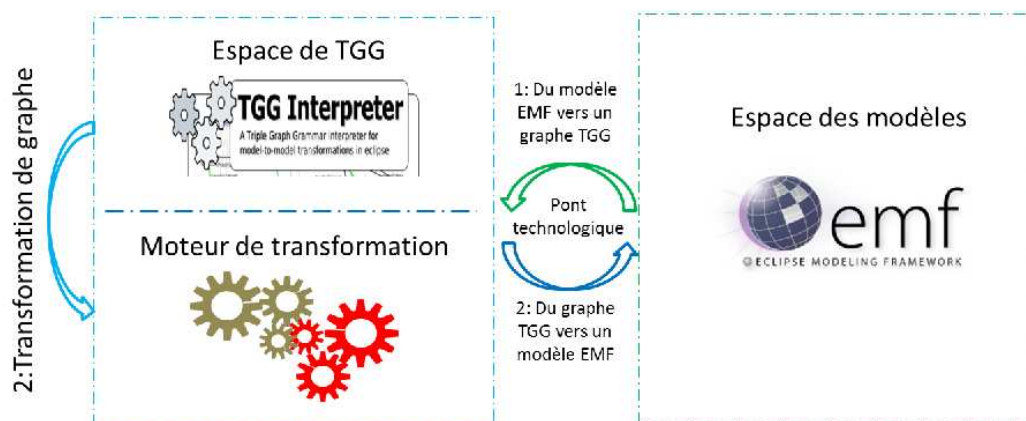 2:Transformation de graphe
Espace de TGG
TGG Interpreter
A Triple Graph Grammar interpreter for
model-to-model transformations in eclipse
Moteur de transformation
1: Du modèle
EMF vers un
graphe TGG
Pont
technologique
2: Du graphe
TGG vers un
modèle EMF
Espace des modèles
emf
ECLIPSE MODELING FRAMEWORK